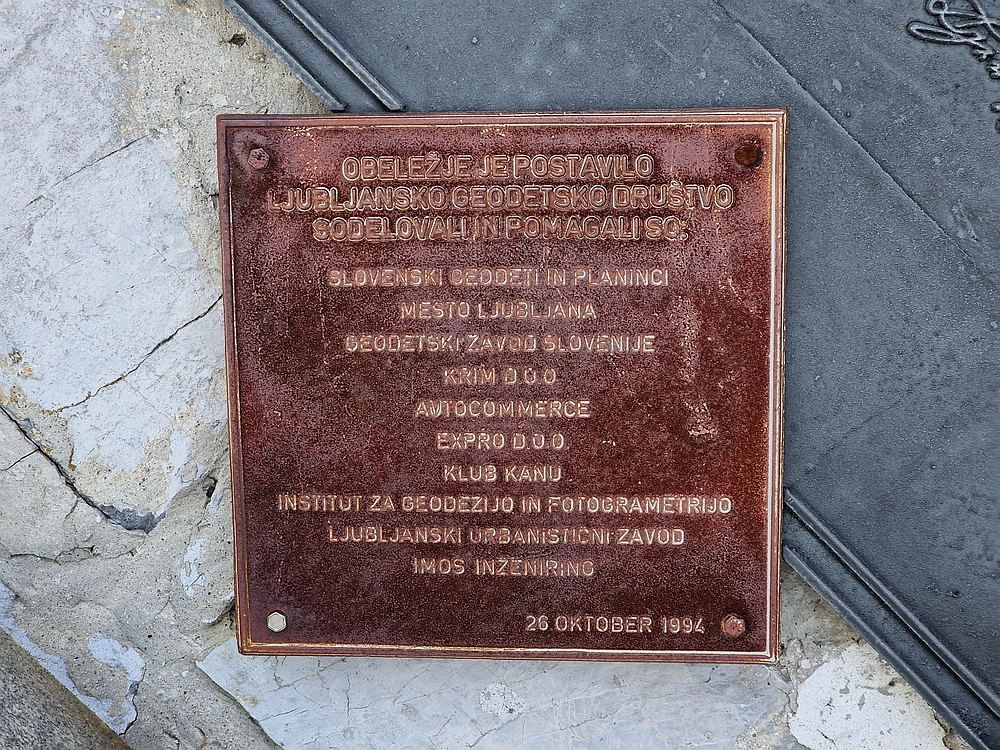 OBELEŽJE JE POSTAVILO
LJUBLJANSKO GEODETSKO DRUŠTVO
SODELOVALI IN POMAGALI SO:
SLOVENSKI GEODETI IN PLANINCI
MESTO LJUBLJANA
GEODETSKI ZAVOD SLOVENIJE
KRIM D.O.O
AVTOCOMMERCE
EXPRO D.O.O.
KLUB KANU
INSTITUT ZA GEODEZIJO IN FOTOGRAMETRIJO
LJUBLJANSKI URBANISTIČNI ZAVOD
IMOS INŽENIRING
26 OKTOBER 1994